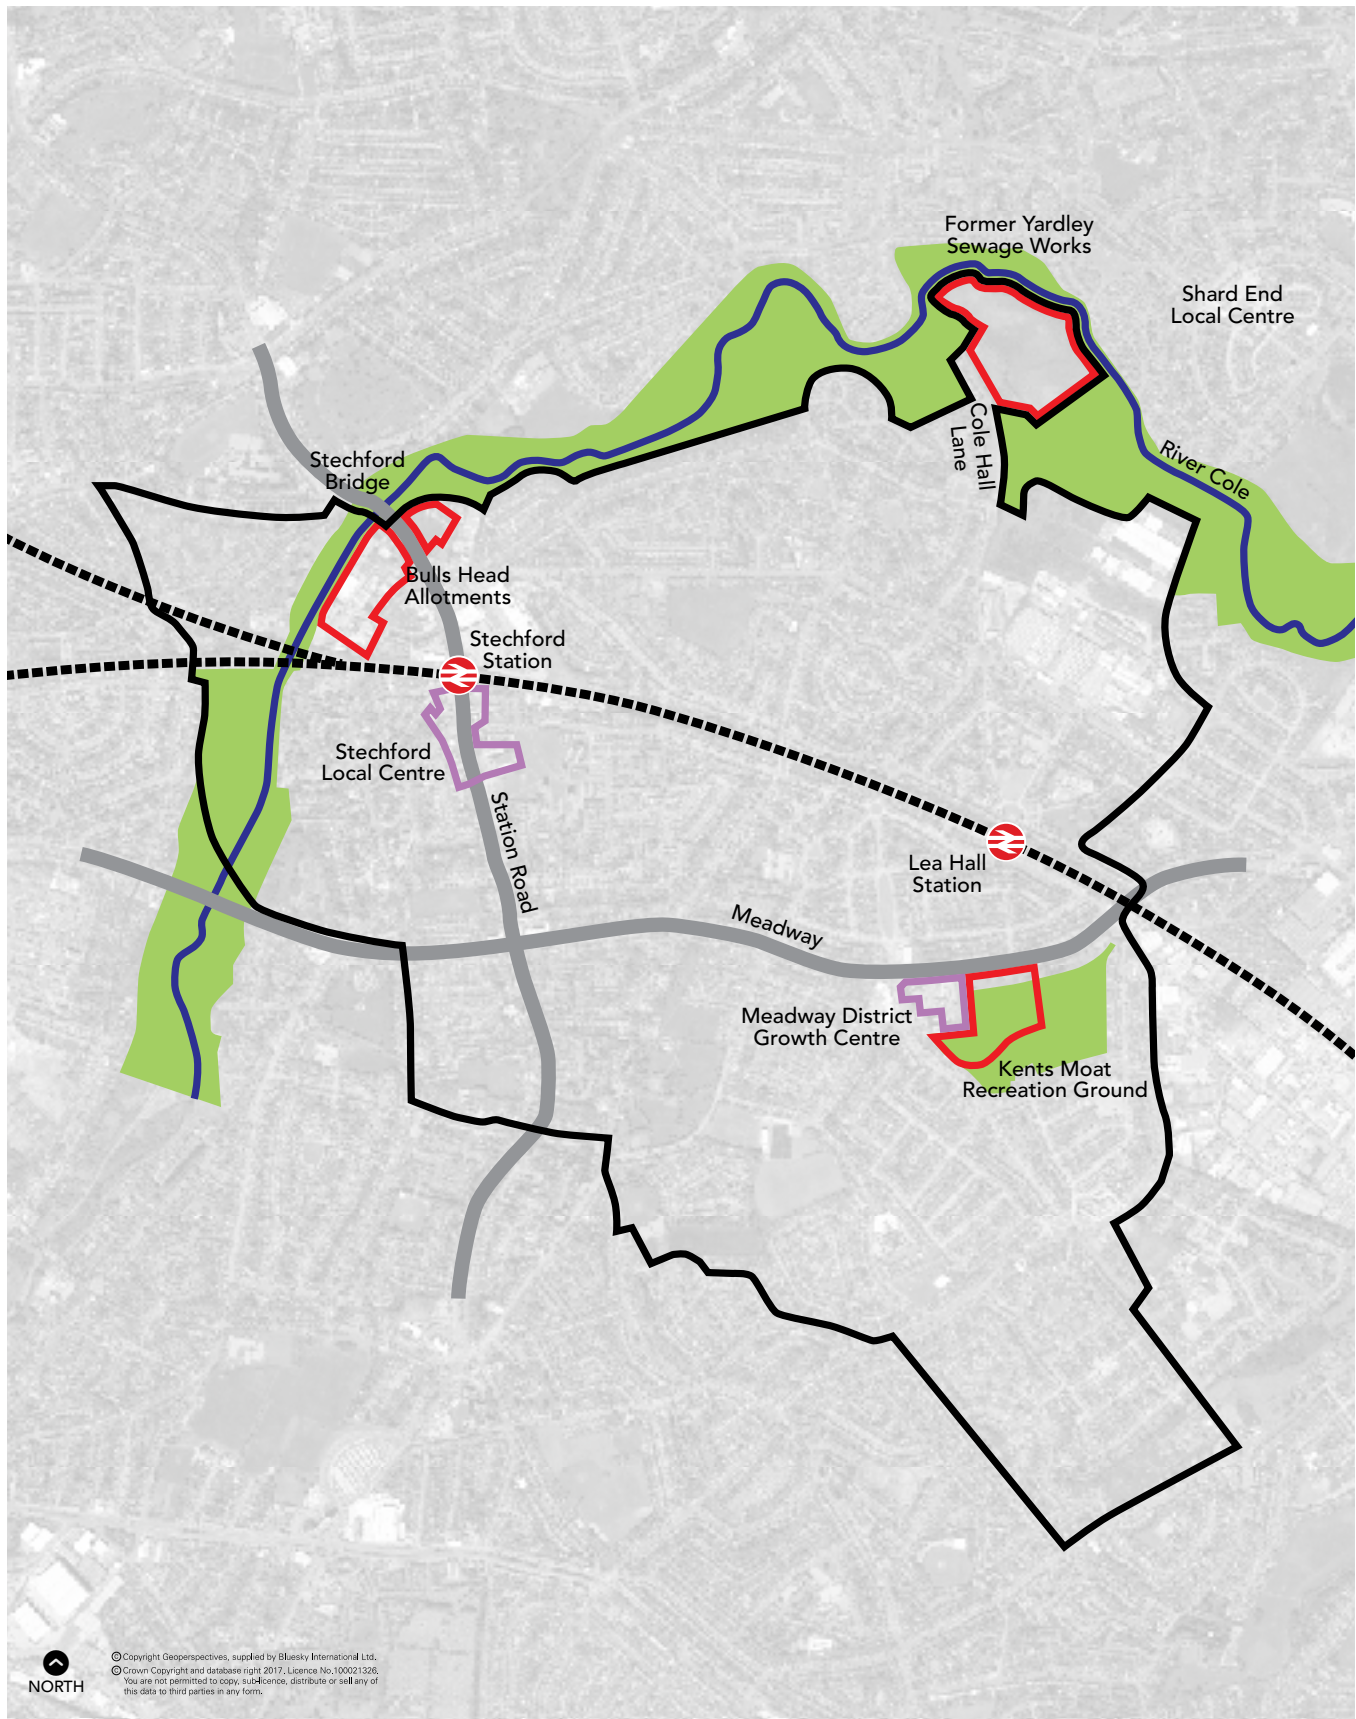 Former Yardley
Sewage Works
Shard End
Local Centre
Cole Hall
Lane
River Cole
Stechford
Bridge
Bulls Head
Allotments
Stechford
Station
Stechford
Local Centre
Station Road
Lea Hall
Station
Meadway
Meadway District
Growth Centre
Kents Moat
Recreation Ground
NORTH
© Copyright Geoperspectives, supplied by Bluesky International Ltd.
© Crown Copyright and database right 2017. Licence No.100021326.
You are not permitted to copy, sub-licence, distribute or sell any of
this data to third parties in any form.